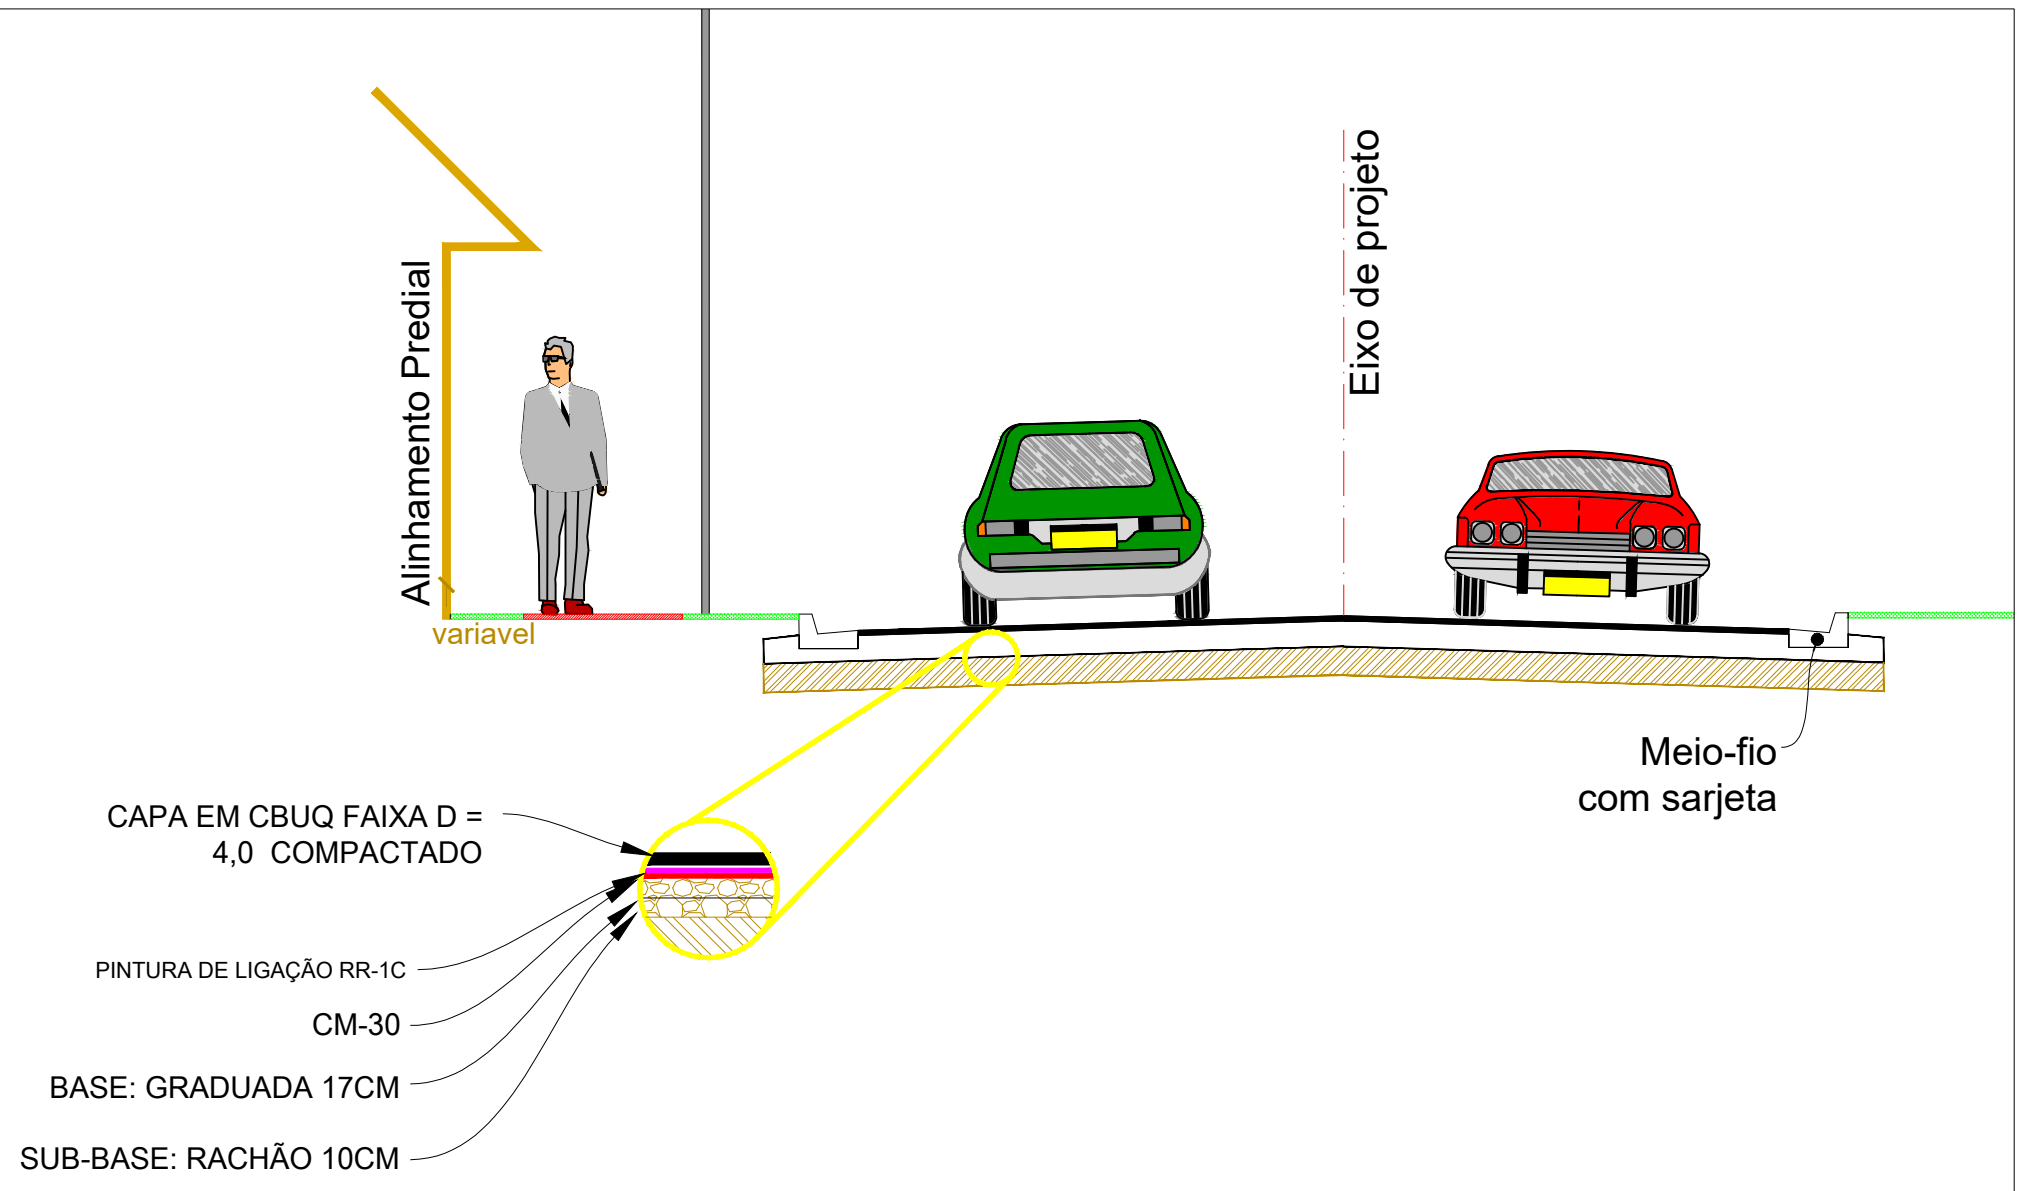 Eixo de projeto
Alinhamento Predial
variavel
Meio-fio
com sarjeta
CAPA EM CBUQ FAIXA D =
4,0  COMPACTADO
PINTURA DE LIGAÇÃO RR-1C
CM-30
BASE: GRADUADA 17CM
SUB-BASE: RACHÃO 10CM